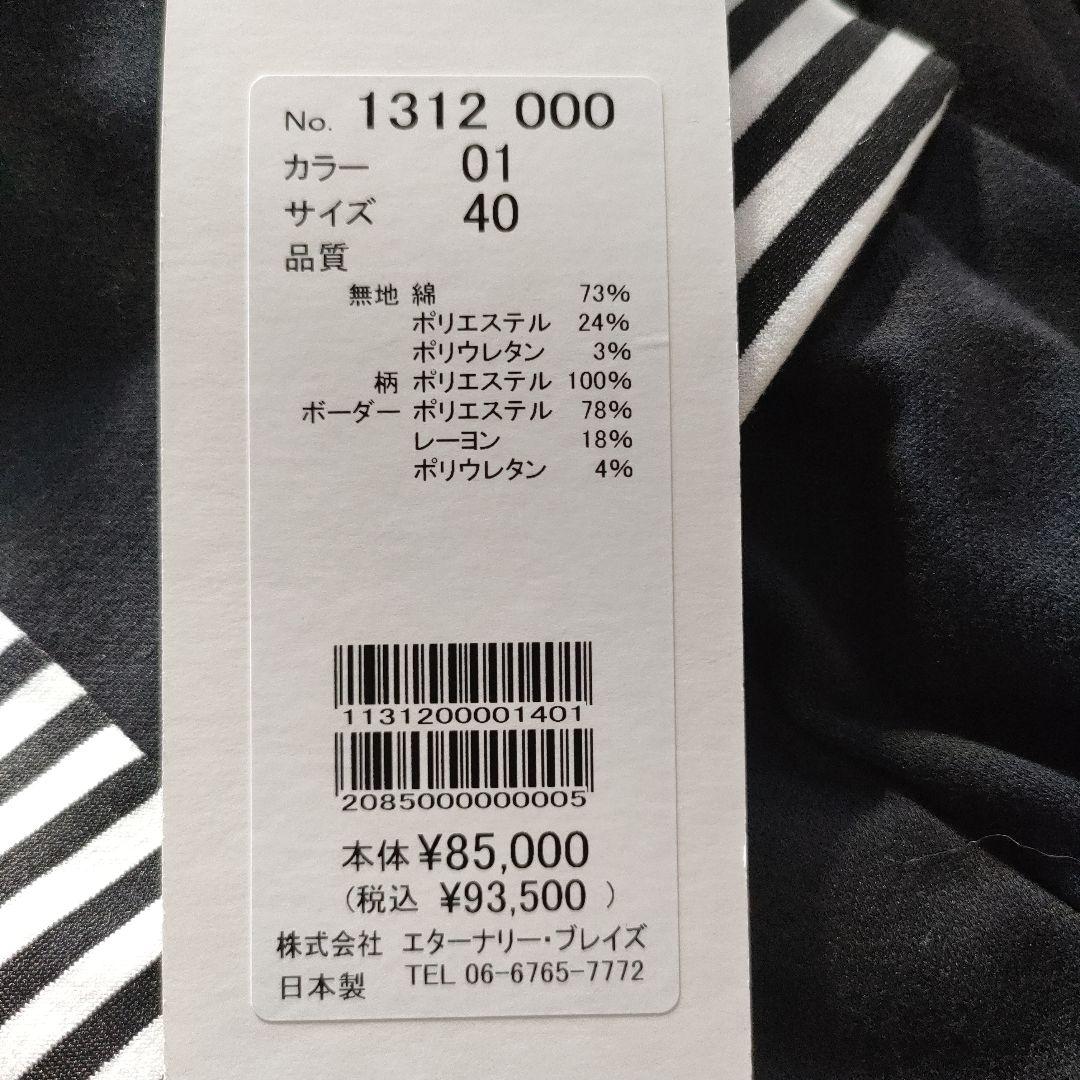 No. 1312 000
カラー 01
サイズ 40
品質
無地 綿 73%
ポリエステル 24%
ポリウレタン 3%
柄 ポリエステル 100%
ボーダー ポリエステル 78%
レーヨン 18%
ポリウレタン 4%
1131200001401
2085000000005
本体 ¥85,000
(税込 ¥93,500 )
株式会社 エターナリー・ブレイズ
日本製 TEL 06-6765-7772